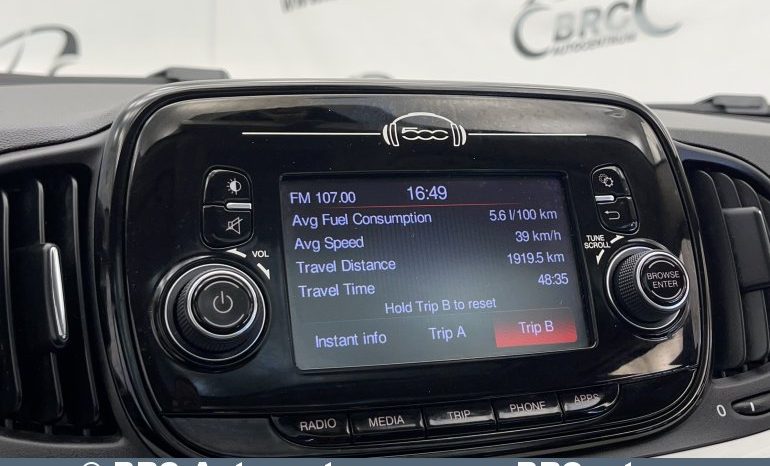 BRC
AUTOCENTRUM
500
FM 107.00 16:49
Avg Fuel Consumption 5.6 l/100 km
Avg Speed 39 km/h
Travel Distance 1919.5 km
Travel Time 48:35
Hold Trip B to reset
Instant info Trip A Trip B
VOL
TUNE
SCROLL
BROWSE
ENTER
RADIO MEDIA TRIP PHONE APPS
0